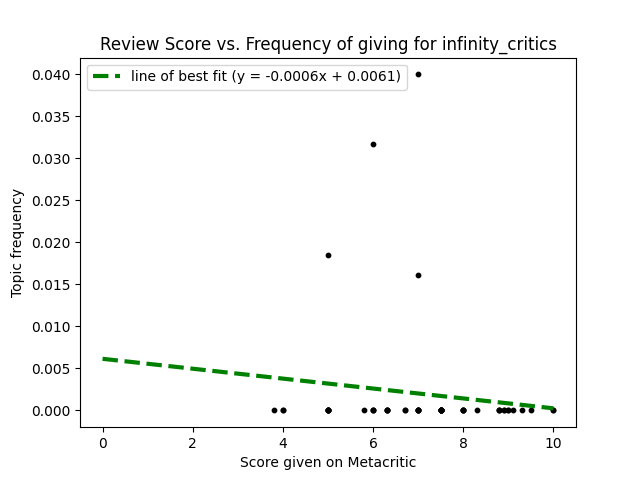 Review Score vs. Frequency of giving for infinity_critics
line of best fit (y = -0.0006x + 0.0061)
0.040
0.035
0.030
0.025
0.020
0.015
0.010
0.005
0.000
Topic frequency
0 2 4 6 8 10
Score given on Metacritic